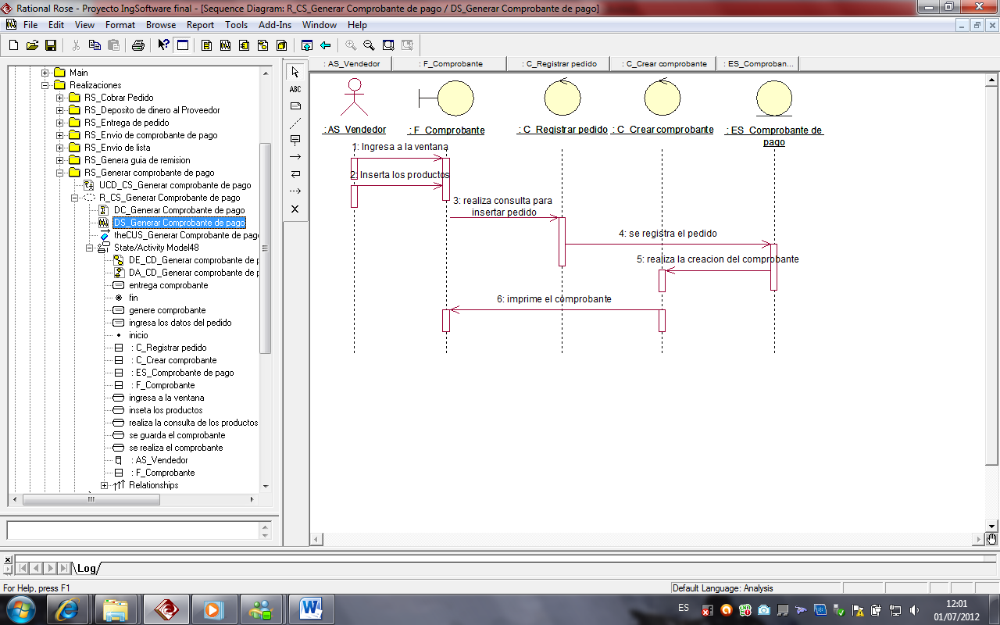 Rational Rose - Proyecto IngSoftware final - [Sequence Diagram: R_CS_Generar Comprobante de pago / DS_Generar Comprobante de pago]
File Edit View Format Browse Report Tools Add-Ins Window Help
: AS_Vendedor : F_Comprobante : C_Registrar pedido : C_Crear comprobante : ES_Comproban...
Main
Realizaciones
RS_Cobrar Pedido
RS_Deposito de dinero al Proveedor
RS_Entrega de pedido
RS_Envio de comprobante de pago
RS_Envio de lista
RS_Genera guia de remision
RS_Generar comprobante de pago
UCD_CS_Generar comprobante de pago
R_CS_Generar Comprobante de pago
DC_Generar Comprobante de pago
DS_Generar Comprobante de pago
theCUS_Generar Comprobante de pago
State/Activity Model48
DE_CD_Generar comprobante de p
DA_CD_Generar comprobante de p
entrega comprobante
fin
genere comprobante
ingresa los datos del pedido
inicio
: C_Registrar pedido
: C_Crear comprobante
: ES_Comprobante de pago
: F_Comprobante
ingresa a la ventana
inseta los productos
realiza la consulta de los productos
se guarda el comprobante
se realiza el comprobante
: AS_Vendedor
: F_Comprobante
Relationships
ABC
: AS_Vendedor
: F_Comprobante
: C_Registrar pedido
: C_Crear comprobante
: ES_Comprobante de
pago
1: Ingresa a la ventana
2: Inserta los productos
3: realiza consulta para
insertar pedido
4: se registra el pedido
5: realiza la creacion del comprobante
6: imprime el comprobante
Log
For Help, press F1
Default Language: Analysis
ES
12:01
01/07/2012